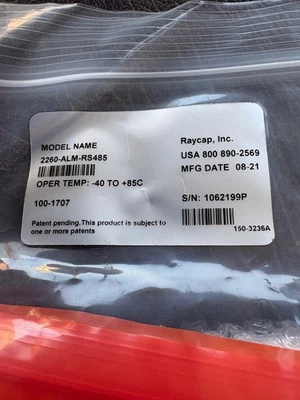 MODEL NAME
2260-ALM-RS485
OPER TEMP: -40 TO +85C
100-1707
Patent pending.This product is subject to
one or more patents
Raycap, Inc.
USA 800 890-2569
MFG DATE 08-21
S/N: 1062199P
150-3236A